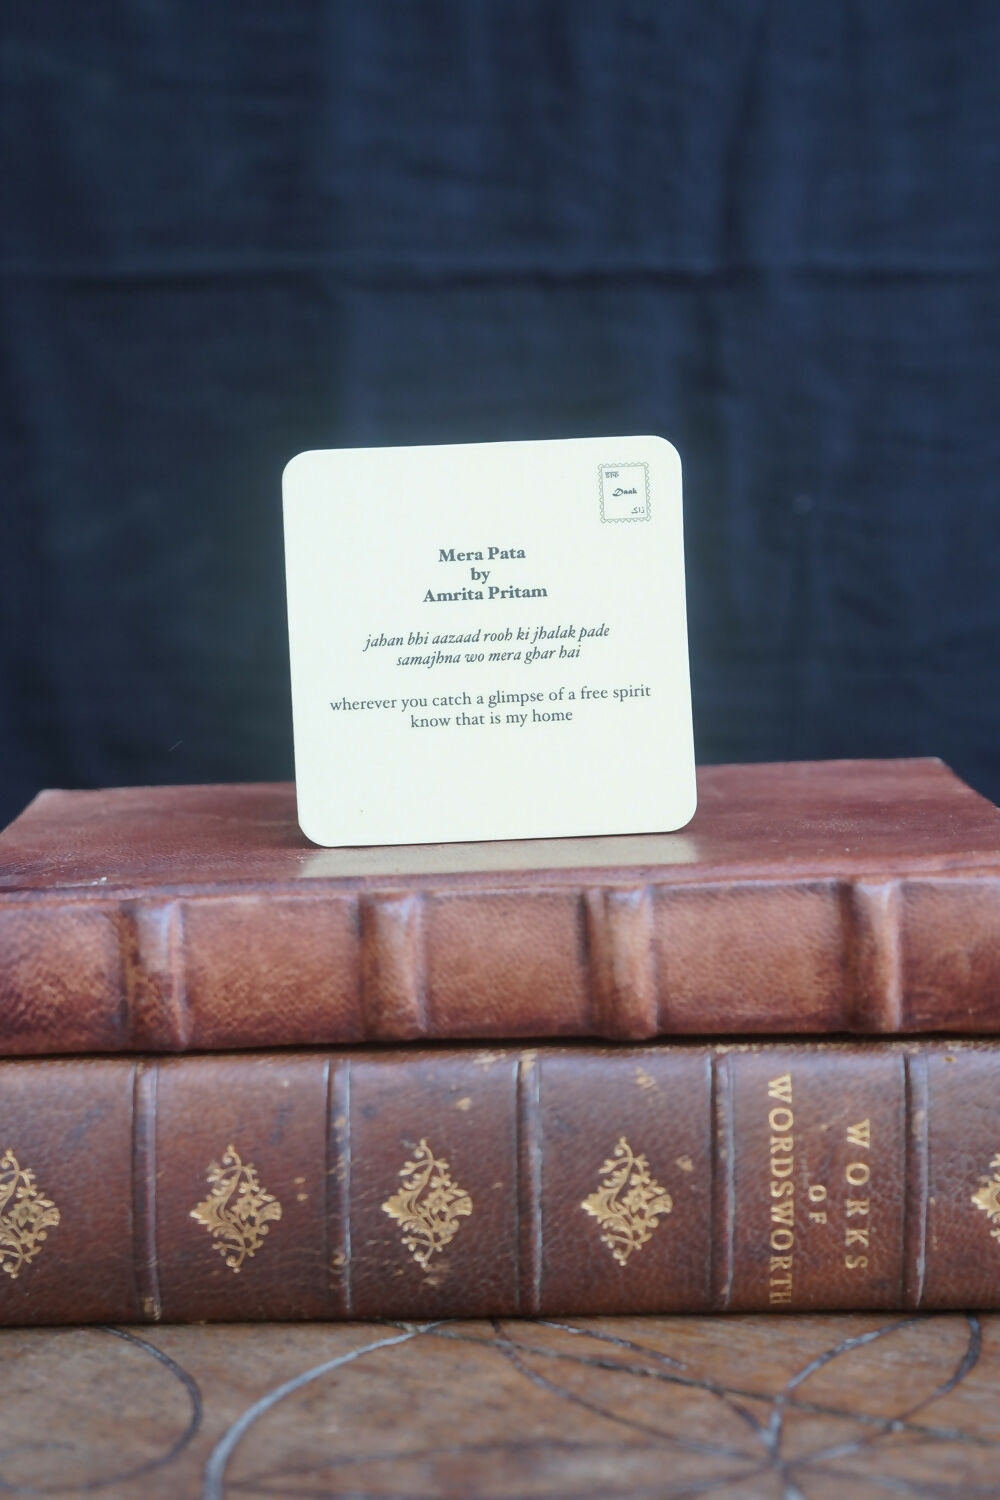 डाक
Daak
ڈاک
Mera Pata
by
Amrita Pritam
jahan bhi aazaad rooh ki jhalak pade
samajhna wo mera ghar hai
wherever you catch a glimpse of a free spirit
know that is my home
WORKS
OF
WORDSWORTH